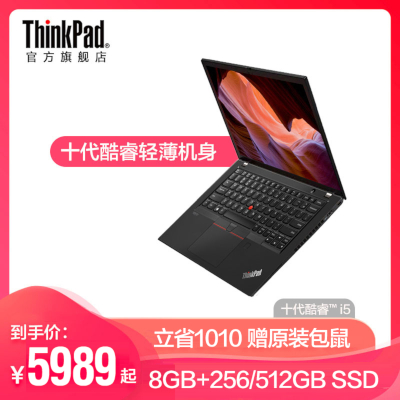 ThinkPad®
官方旗舰店
十代酷睿轻薄机身
ThinkPad
十代酷睿™ i5
到手价：
¥5989起
立省1010 赠原装包鼠
8GB+256/512GB SSD